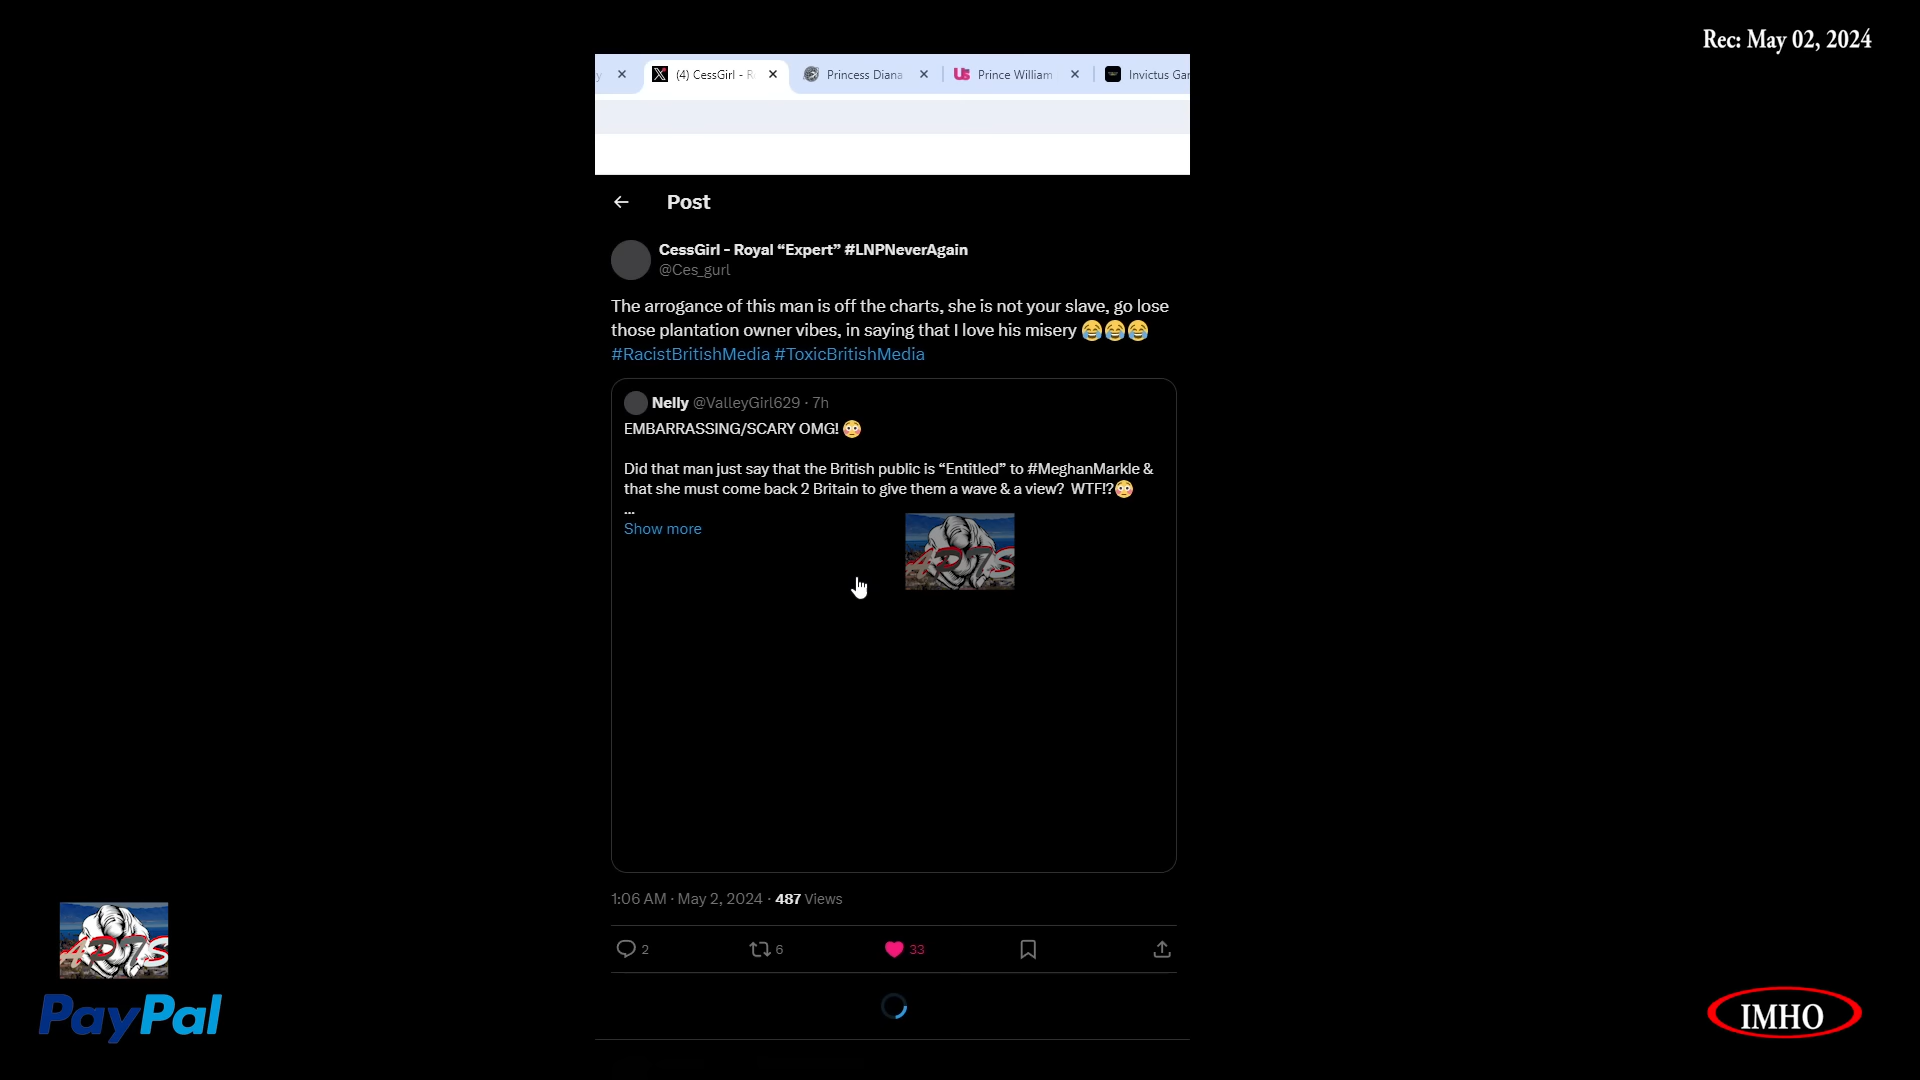 Rec: May 02, 2024
(4) CessGirl - R
Princess Diana
Prince William
Invictus Gar
Post
CessGirl - Royal “Expert” #LNPNeverAgain
@Ces_gurl
The arrogance of this man is off the charts, she is not your slave, go lose
those plantation owner vibes, in saying that I love his misery 😂😂😂
#RacistBritishMedia #ToxicBritishMedia
Nelly @ValleyGirl629 · 7h
EMBARRASSING/SCARY OMG! 😳
Did that man just say that the British public is “Entitled” to #MeghanMarkle &
that she must come back 2 Britain to give them a wave & a view? WTF!?😳
...
Show more
ADTS
1:06 AM · May 2, 2024 · 487 Views
2
6
33
ADTS
PayPal
IMHO